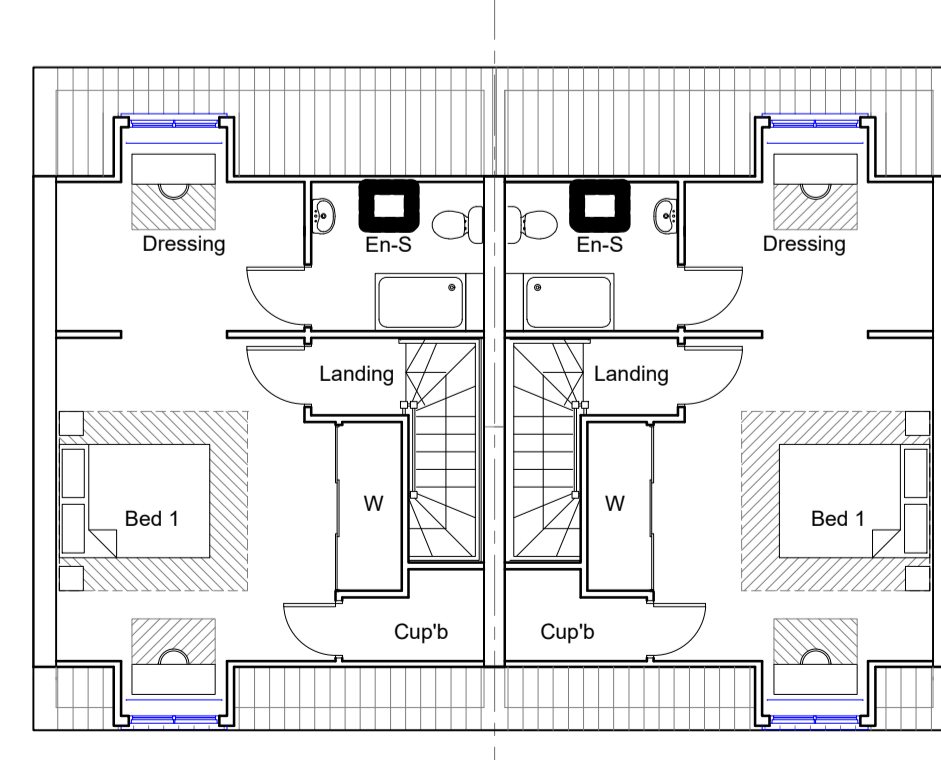 Dressing
En-S
En-S
Dressing
Landing
Landing
Bed 1
W
W
Bed 1
Cup'b
Cup'b